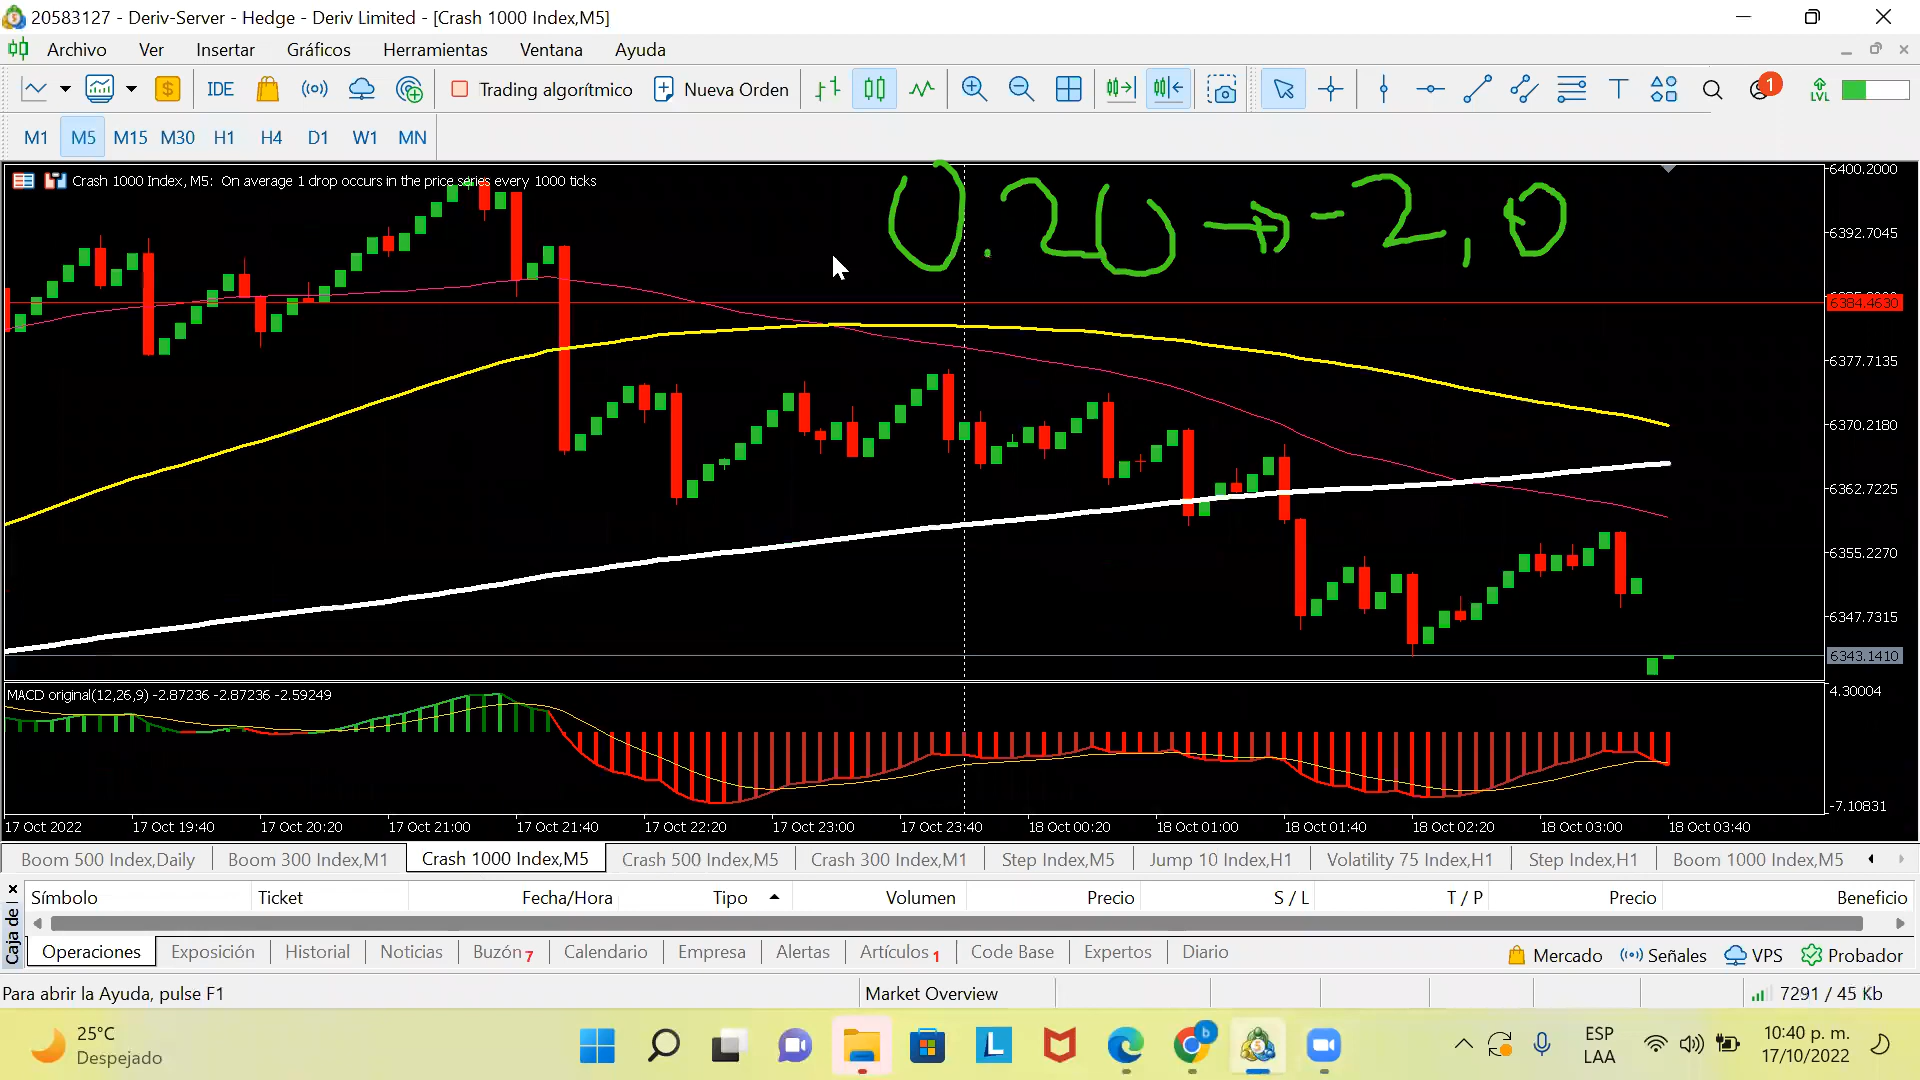 20583127 - Deriv-Server - Hedge - Deriv Limited - [Crash 1000 Index,M5]
Archivo Ver Insertar Gráficos Herramientas Ventana Ayuda
IDE Trading algorítmico Nueva Orden 1 LVL
M1 M5 M15 M30 H1 H4 D1 W1 MN
Crash 1000 Index, M5: On average 1 drop occurs in the price series every 1000 ticks
0.20 → -2,0
6400.2000
6392.7045
6384.4630
6377.7135
6370.2180
6362.7225
6355.2270
6347.7315
6343.1410
MACD original(12,26,9) -2.87236 -2.87236 -2.59249
4.30004
-7.10831
17 Oct 2022 17 Oct 19:40 17 Oct 20:20 17 Oct 21:00 17 Oct 21:40 17 Oct 22:20 17 Oct 23:00 17 Oct 23:40 18 Oct 00:20 18 Oct 01:00 18 Oct 01:40 18 Oct 02:20 18 Oct 03:00 18 Oct 03:40
Boom 500 Index,Daily Boom 300 Index,M1 Crash 1000 Index,M5 Crash 500 Index,M5 Crash 300 Index,M1 Step Index,M5 Jump 10 Index,H1 Volatility 75 Index,H1 Step Index,H1 Boom 1000 Index,M5
Símbolo Ticket Fecha/Hora Tipo Volumen Precio S / L T / P Precio Beneficio
Caja de
Operaciones Exposición Historial Noticias Buzón 7 Calendario Empresa Alertas Artículos 1 Code Base Expertos Diario Mercado Señales VPS Probador
Para abrir la Ayuda, pulse F1 Market Overview 7291 / 45 Kb
25°C
Despejado
ESP
LAA
10:40 p. m.
17/10/2022